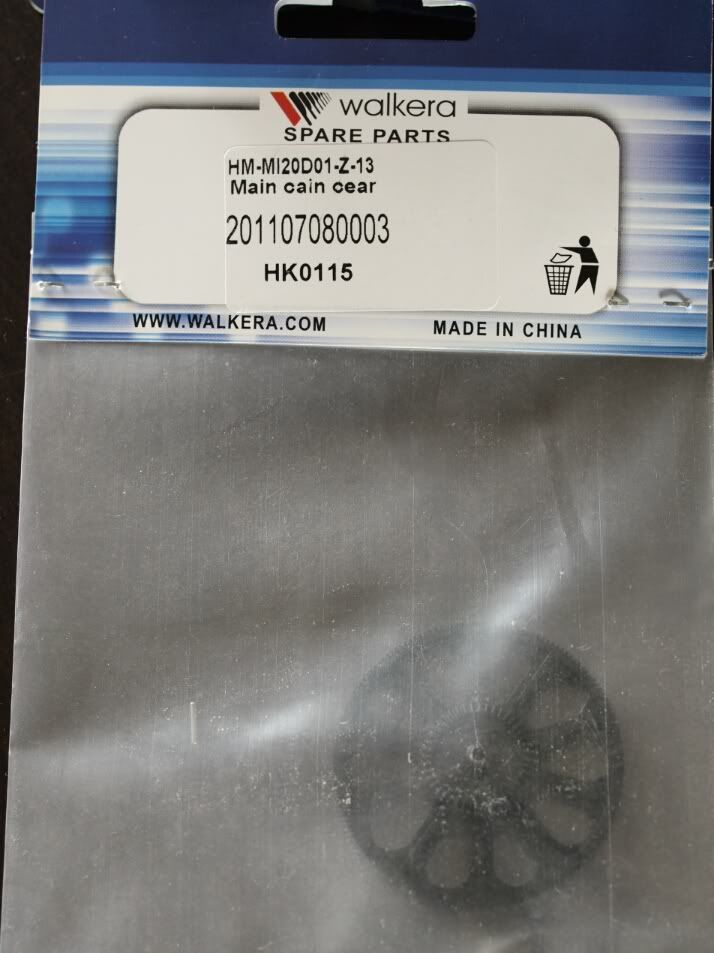 walkera
SPARE PARTS
HM-MI20D01-Z-13
Main cain cear
201107080003
HK0115
WWW.WALKERA.COM
MADE IN CHINA